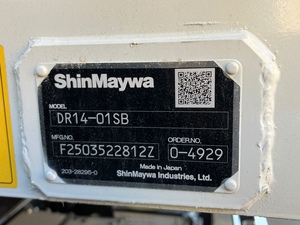 ShinMaywa
MODEL
DR14-01SB
MFG.NO. ORDER.NO.
F2503522812Z 0-4929
203-28295-0 Made in Japan
ShinMaywa Industries, Ltd.